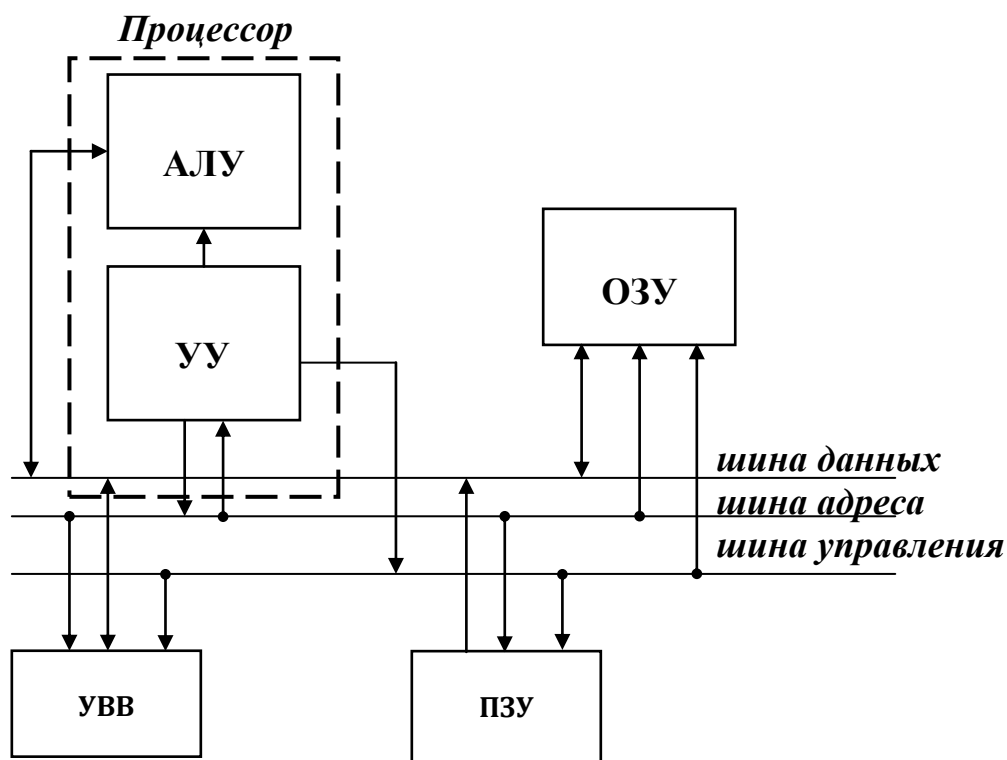 Процессор
АЛУ
ОЗУ
УУ
шина данных
шина адреса
шина управления
УВВ
ПЗУ